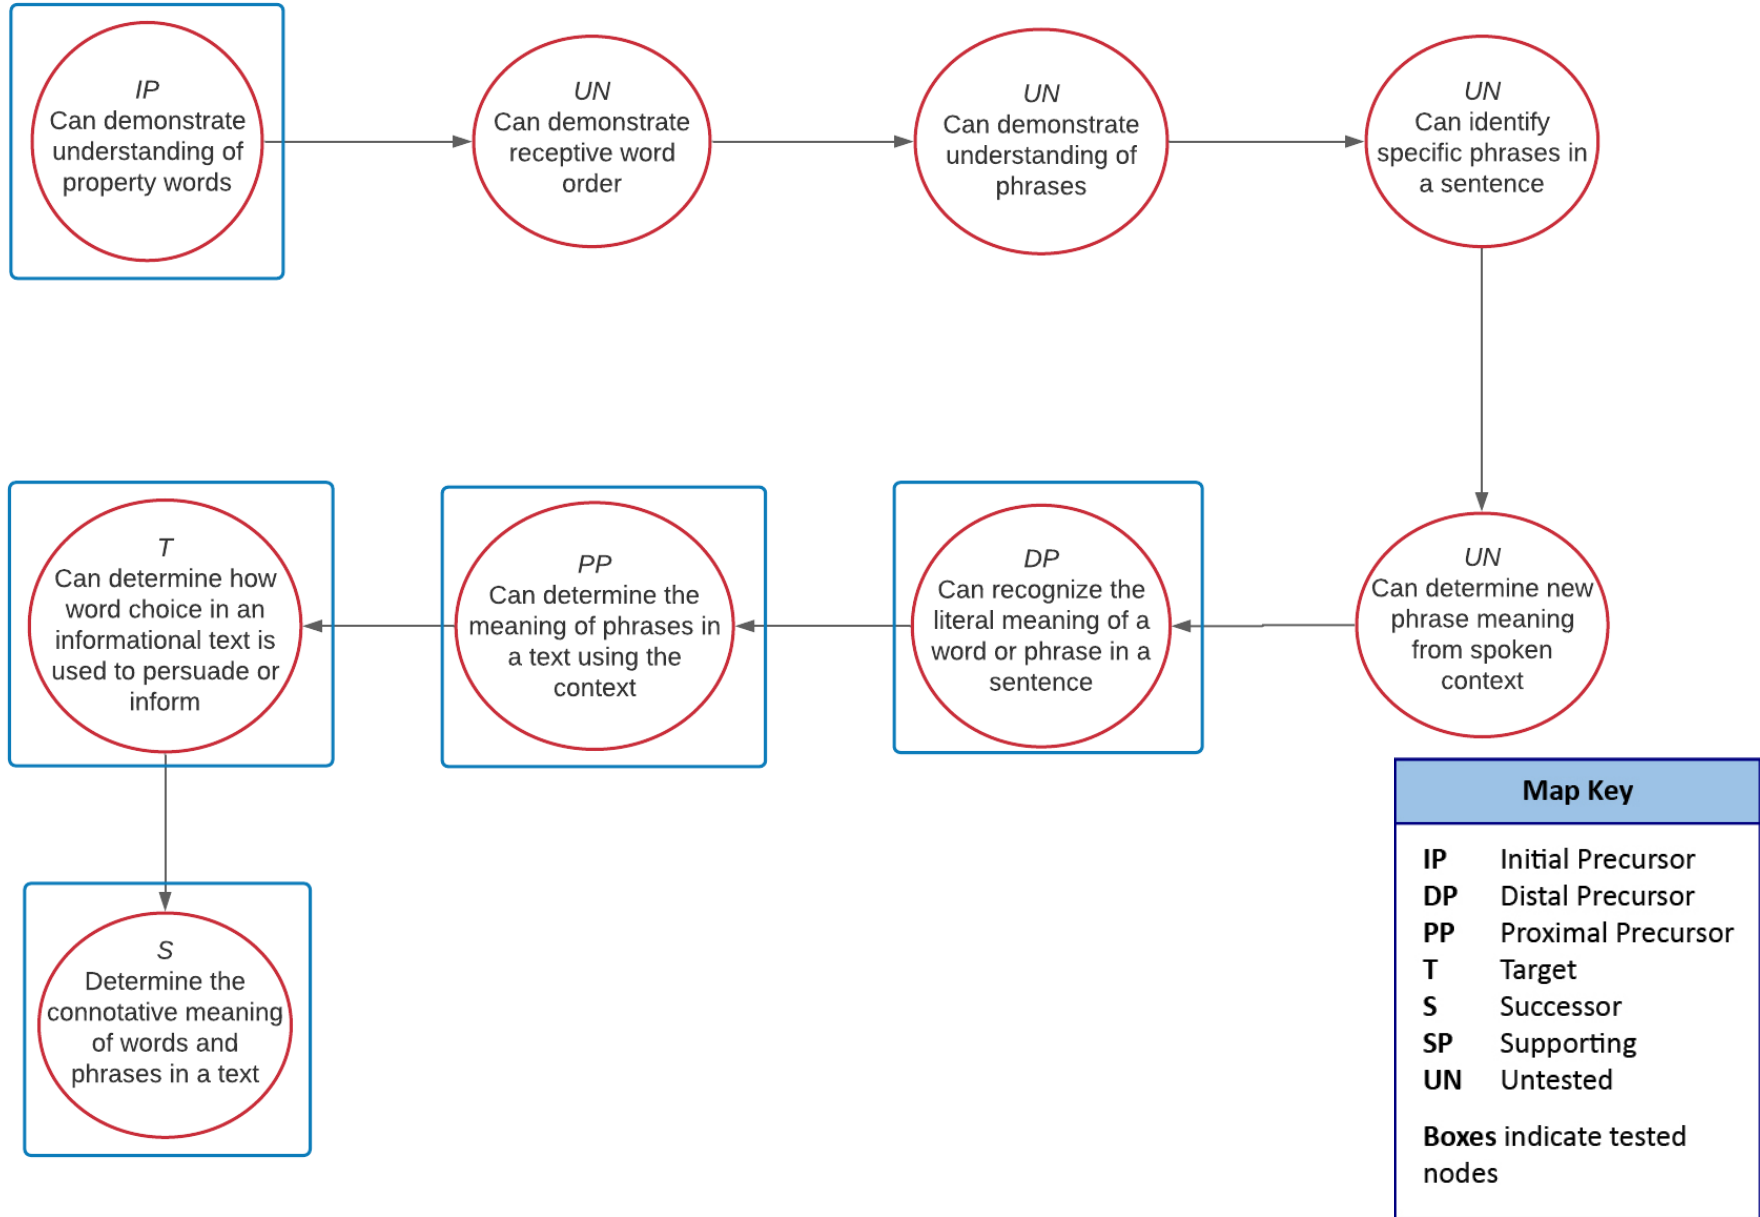 IP
Can demonstrate
understanding of
property words
UN
Can demonstrate
receptive word
order
UN
Can demonstrate
understanding of
phrases
UN
Can identify
specific phrases in
a sentence
UN
Can determine new
phrase meaning
from spoken
context
DP
Can recognize the
literal meaning of a
word or phrase in a
sentence
PP
Can determine the
meaning of phrases in
a text using the
context
T
Can determine how
word choice in an
informational text is
used to persuade or
inform
S
Determine the
connotative meaning
of words and
phrases in a text
Map Key
IP Initial Precursor
DP Distal Precursor
PP Proximal Precursor
T Target
S Successor
SP Supporting
UN Untested
Boxes indicate tested
nodes